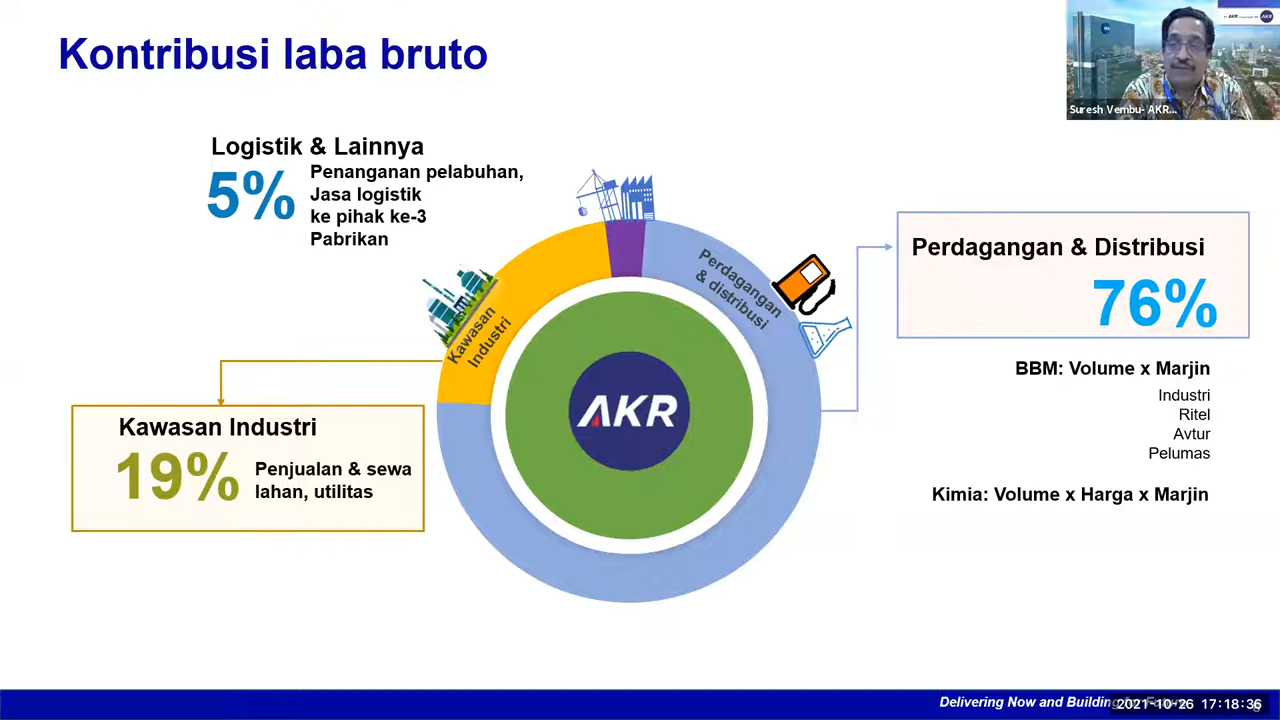 Kontribusi laba bruto
AKR
Suresh Vembu- AKR...
Logistik & Lainnya
5%
Penanganan pelabuhan,
Jasa logistik
ke pihak ke-3
Pabrikan
Perdagangan
& distribusi
Perdagangan & Distribusi
76%
Kawasan
Industri
BBM: Volume x Marjin
Industri
Ritel
Avtur
Pelumas
AKR
Kawasan Industri
19%
Penjualan & sewa
lahan, utilitas
Kimia: Volume x Harga x Marjin
Delivering Now and Building
2021-10-26 17:18:36